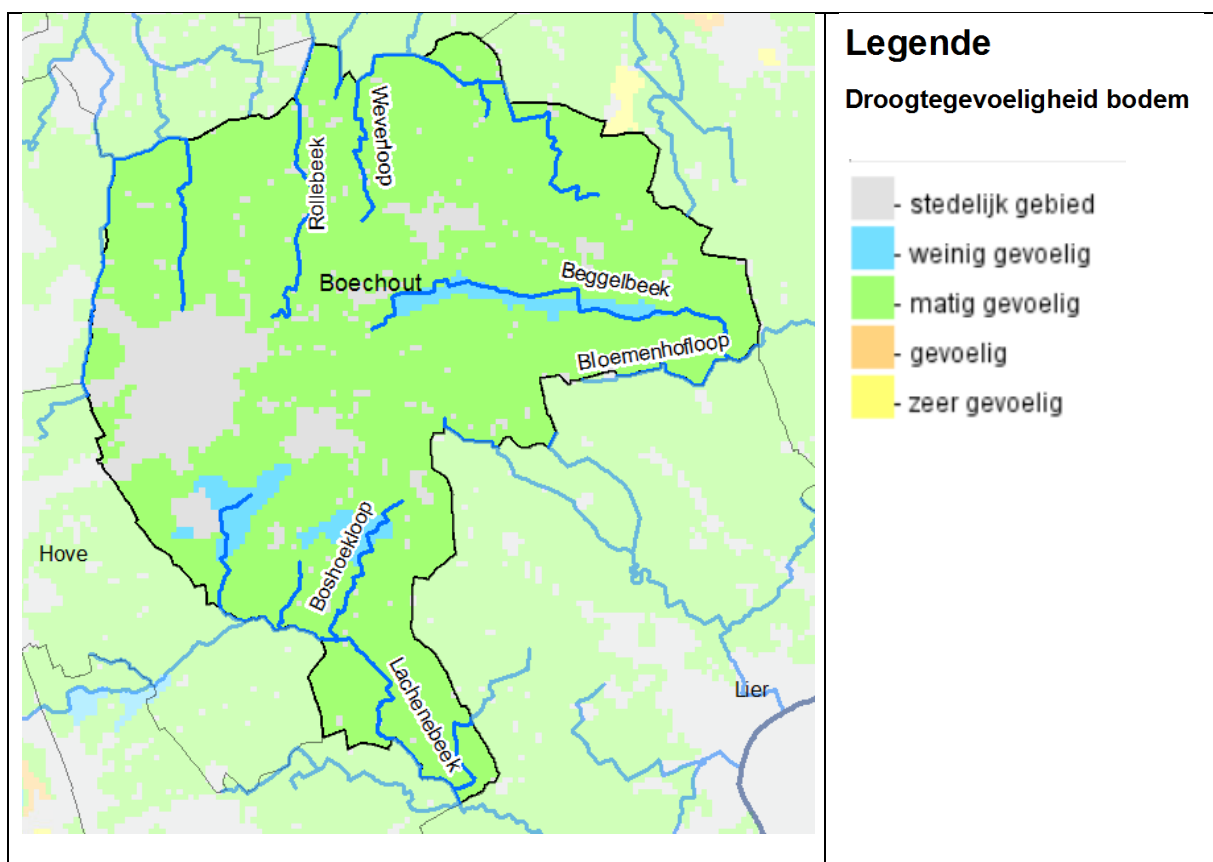 Legende
Droogtegevoeligheid bodem
- stedelijk gebied
- weinig gevoelig
- matig gevoelig
- gevoelig
- zeer gevoelig
Weverloop
Rollebeek
Boechout
Beggelbeek
Bloemenhofloop
Boshoekloop
Hove
Lachenebeek
Lier